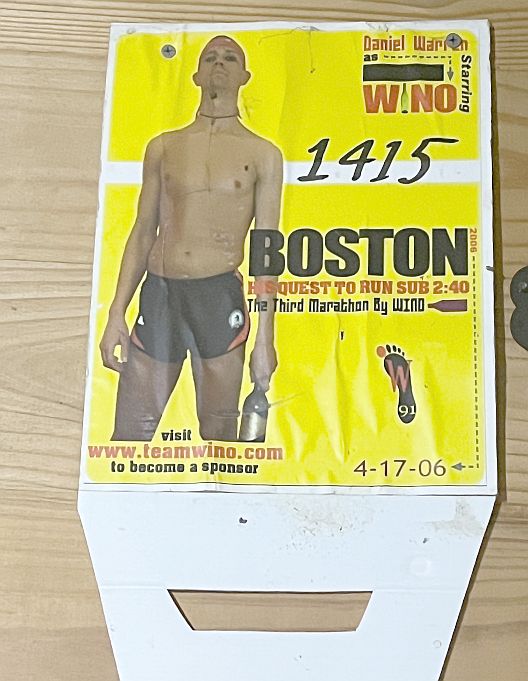 Daniel Warren
as
Starring
WINO
1415
BOSTON
2006
HIS QUEST TO RUN SUB 2:40
The Third Marathon By WINO
W
91
visit
www.teamwino.com
to become a sponsor
4-17-06